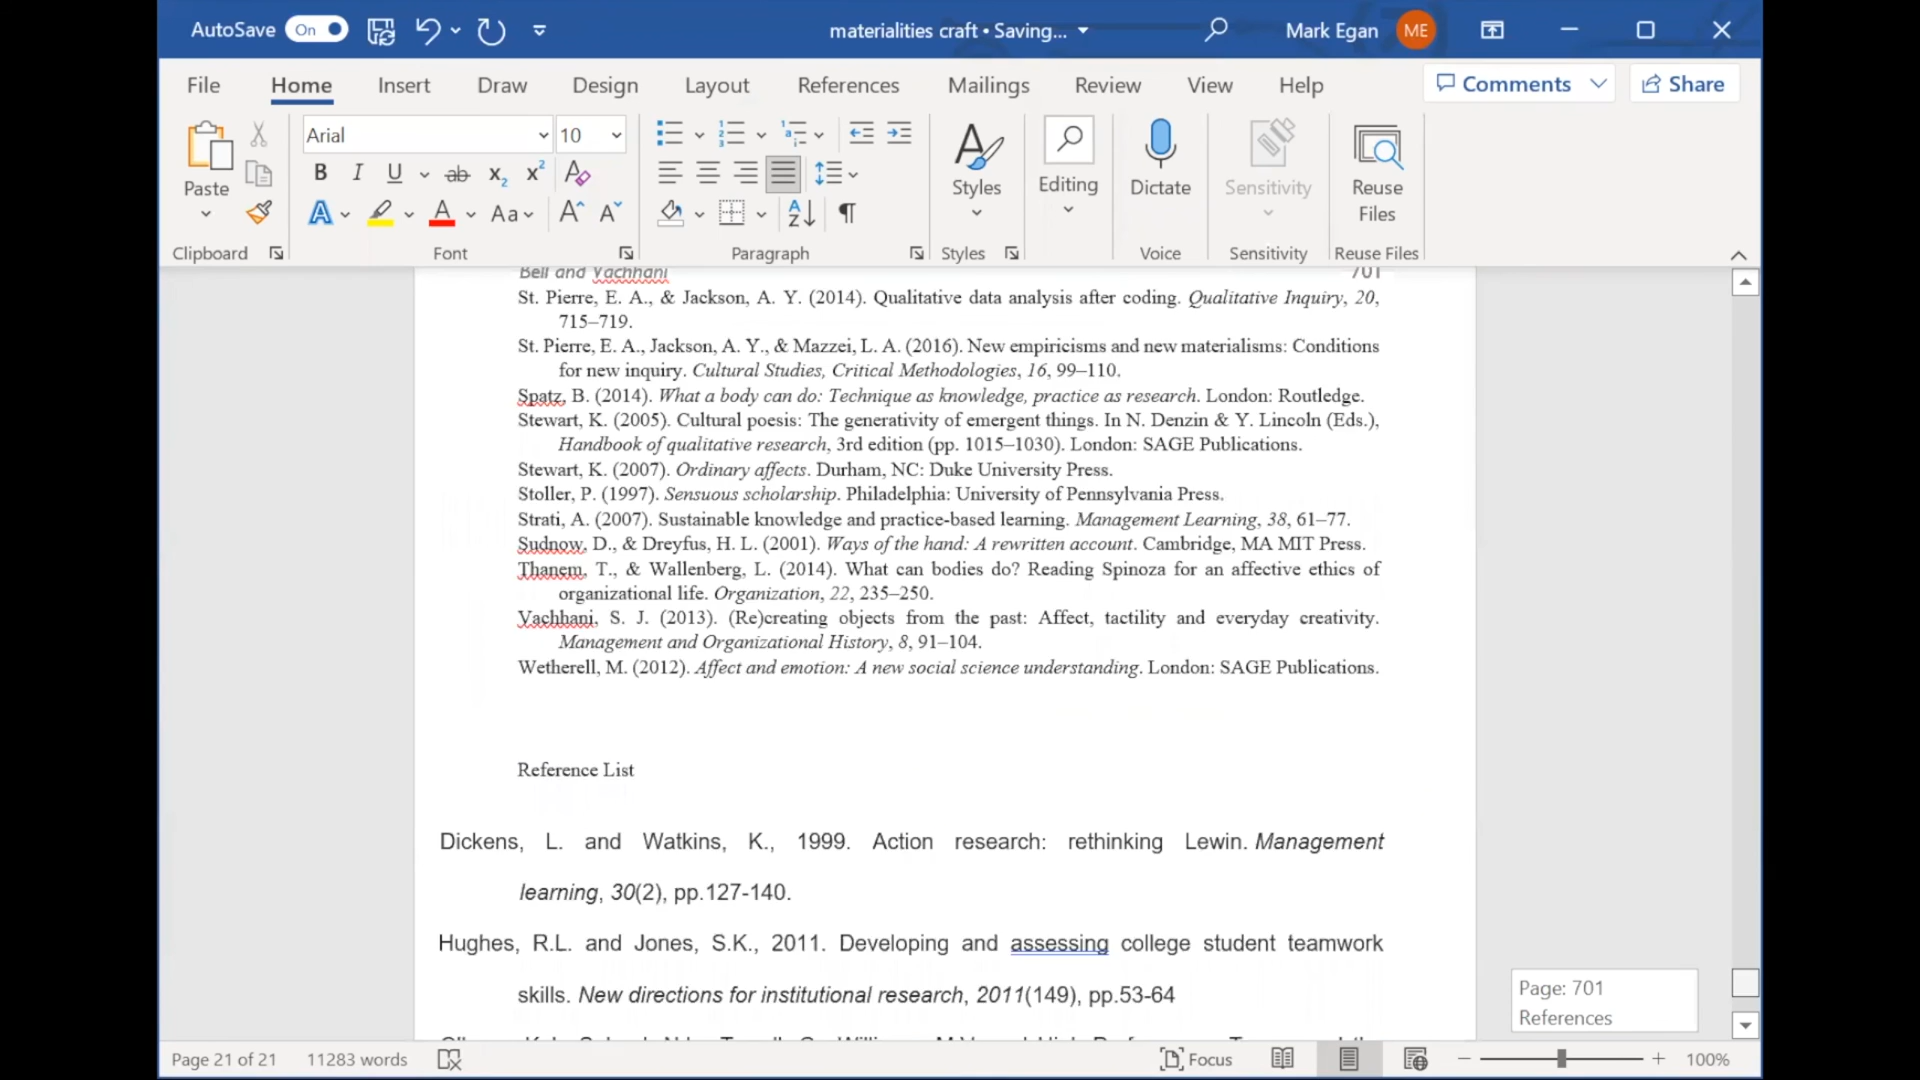 AutoSave On materialities craft • Saving... Mark Egan ME
File Home Insert Draw Design Layout References Mailings Review View Help Comments Share
Arial 10
Paste B I U ab x2 x2 A Styles Editing Dictate Sensitivity Reuse Files
A A Aa A A
Clipboard Font Paragraph Styles Voice Sensitivity Reuse Files
Bell and Vachhani 701
St. Pierre, E. A., & Jackson, A. Y. (2014). Qualitative data analysis after coding. Qualitative Inquiry, 20,
715–719.
St. Pierre, E. A., Jackson, A. Y., & Mazzei, L. A. (2016). New empiricisms and new materialisms: Conditions
for new inquiry. Cultural Studies, Critical Methodologies, 16, 99–110.
Spatz, B. (2014). What a body can do: Technique as knowledge, practice as research. London: Routledge.
Stewart, K. (2005). Cultural poesis: The generativity of emergent things. In N. Denzin & Y. Lincoln (Eds.),
Handbook of qualitative research, 3rd edition (pp. 1015–1030). London: SAGE Publications.
Stewart, K. (2007). Ordinary affects. Durham, NC: Duke University Press.
Stoller, P. (1997). Sensuous scholarship. Philadelphia: University of Pennsylvania Press.
Strati, A. (2007). Sustainable knowledge and practice-based learning. Management Learning, 38, 61–77.
Sudnow, D., & Dreyfus, H. L. (2001). Ways of the hand: A rewritten account. Cambridge, MA MIT Press.
Thanem, T., & Wallenberg, L. (2014). What can bodies do? Reading Spinoza for an affective ethics of
organizational life. Organization, 22, 235–250.
Vachhani, S. J. (2013). (Re)creating objects from the past: Affect, tactility and everyday creativity.
Management and Organizational History, 8, 91–104.
Wetherell, M. (2012). Affect and emotion: A new social science understanding. London: SAGE Publications.
Reference List
Dickens, L. and Watkins, K., 1999. Action research: rethinking Lewin. Management
learning, 30(2), pp.127-140.
Hughes, R.L. and Jones, S.K., 2011. Developing and assessing college student teamwork
skills. New directions for institutional research, 2011(149), pp.53-64
Page: 701
References
Page 21 of 21 11283 words Focus 100%